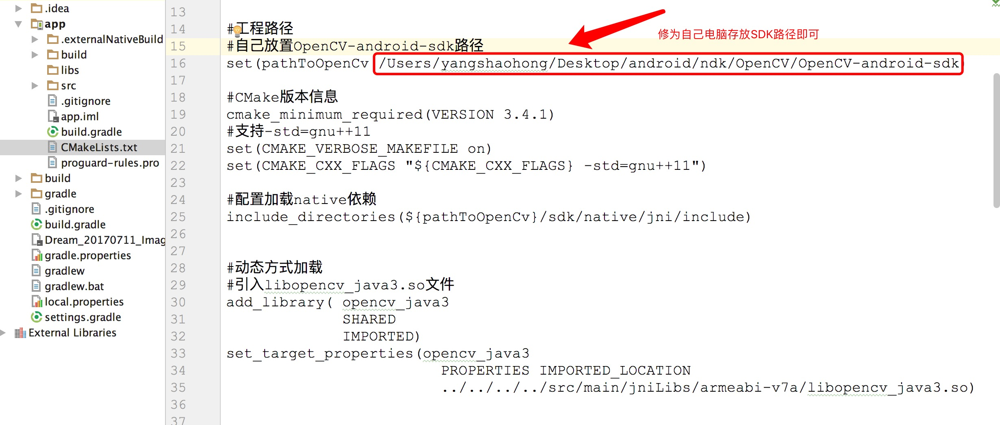 .idea
app
.externalNativeBuild
build
libs
src
.gitignore
app.iml
build.gradle
CMakeLists.txt
proguard-rules.pro
build
gradle
.gitignore
build.gradle
Dream_20170711_Imag
gradle.properties
gradlew
gradlew.bat
local.properties
settings.gradle
External Libraries
13
14 #工程路径
15 #自己放置OpenCV-android-sdk路径
修为自己电脑存放SDK路径即可
16 set(pathToOpenCv /Users/yangshaohong/Desktop/android/ndk/OpenCV/OpenCV-android-sdk)
17
18 #CMake版本信息
19 cmake_minimum_required(VERSION 3.4.1)
20 #支持-std=gnu++11
21 set(CMAKE_VERBOSE_MAKEFILE on)
22 set(CMAKE_CXX_FLAGS "${CMAKE_CXX_FLAGS} -std=gnu++11")
23
24 #配置加载native依赖
25 include_directories(${pathToOpenCv}/sdk/native/jni/include)
26
27
28 #动态方式加载
29 #引入libopencv_java3.so文件
30 add_library( opencv_java3
31 SHARED
32 IMPORTED)
33 set_target_properties(opencv_java3
34 PROPERTIES IMPORTED_LOCATION
35 ../../../../src/main/jniLibs/armeabi-v7a/libopencv_java3.so)
36
37